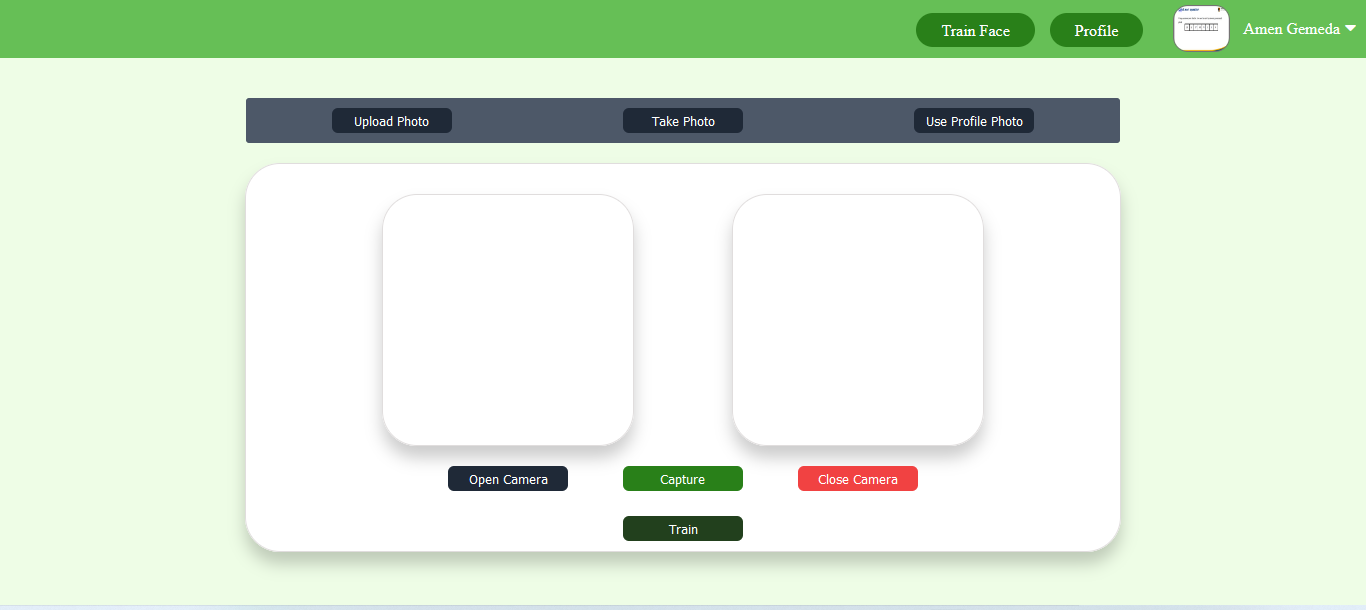 Train Face
Profile
Amen Gemeda
Upload Photo
Take Photo
Use Profile Photo
Open Camera
Capture
Close Camera
Train